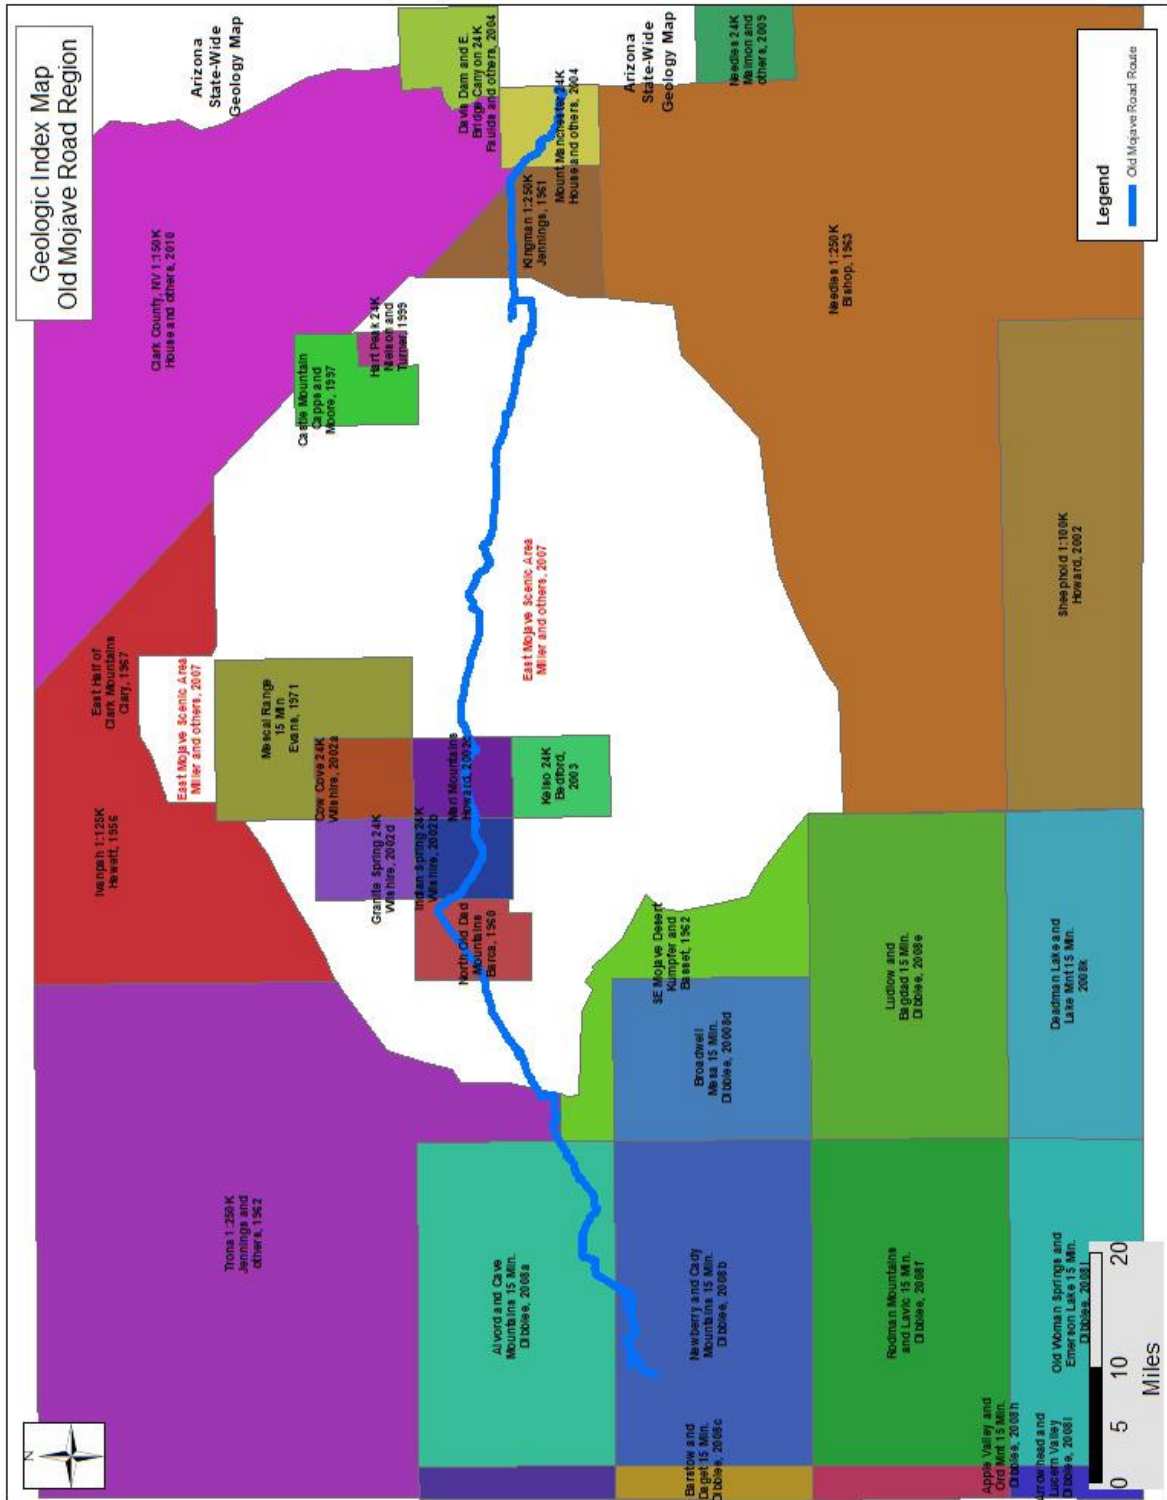 Geologic Index Map
Old Mojave Road Region
N
Arizona
State-Wide
Geology Map
Clark County, NV 1:150K
House and others, 2010
Davis Dam and E.
Bridge Canyon 24K
Faulds and others, 2004
Arizona
State-Wide
Geology Map
Needles 24K
Malmon and
others, 2009
Mount Manchester 24K
House and others, 2004
Kingman 1:250K
Jennings, 1961
Hart Peak 24K
Nielson and
Turner, 1999
Castle Mountain
Capps and
Moore, 1997
Needles 1:250K
Bishop, 1963
East Half of
Clark Mountains
Clary, 1967
East Mojave Scenic Area
Miller and others, 2007
Mescal Range
15 Min
Evans, 1971
East Mojave Scenic Area
Miller and others, 2007
Sheephold 1:100K
Howard, 2002
Ivanpah 1:125K
Hewett, 1956
Cow Cove 24K
Wilshire, 2002a
Granite Spring 24K
Wilshire, 2002d
Indian Spring 24K
Wilshire, 2002b
Marl Mountains
Howard, 2002c
Kelso 24K
Bedford,
2003
North Old Dad
Mountains
Barca, 1960
SE Mojave Desert
Kumpfer and
Basset, 1962
Broadwell
Mesa 15 Min.
Dibblee, 20008d
Ludlow and
Bagdad 15 Min.
Dibblee, 2008e
Deadman Lake and
Lake Mnt 15 Min.
2008k
Trona 1:250K
Jennings and
others, 1962
Alvord and Cave
Mountains 15 Min.
Dibblee, 2008a
Newberry and Cady
Mountains 15 Min.
Dibblee, 2008b
Rodman Mountains
and Lavic 15 Min.
Dibblee, 2008f
Old Woman Springs and
Emerson Lake 15 Min.
Dibblee, 2008j
Barstow and
Daget 15 Min.
Dibblee, 2008c
Apple Valley and
Ord Mnt 15 Min.
Dibblee, 2008h
Arrowhead and
Lucern Valley
Dibblee, 2008i
Legend
Old Mojave Road Route
0 5 10 20
Miles